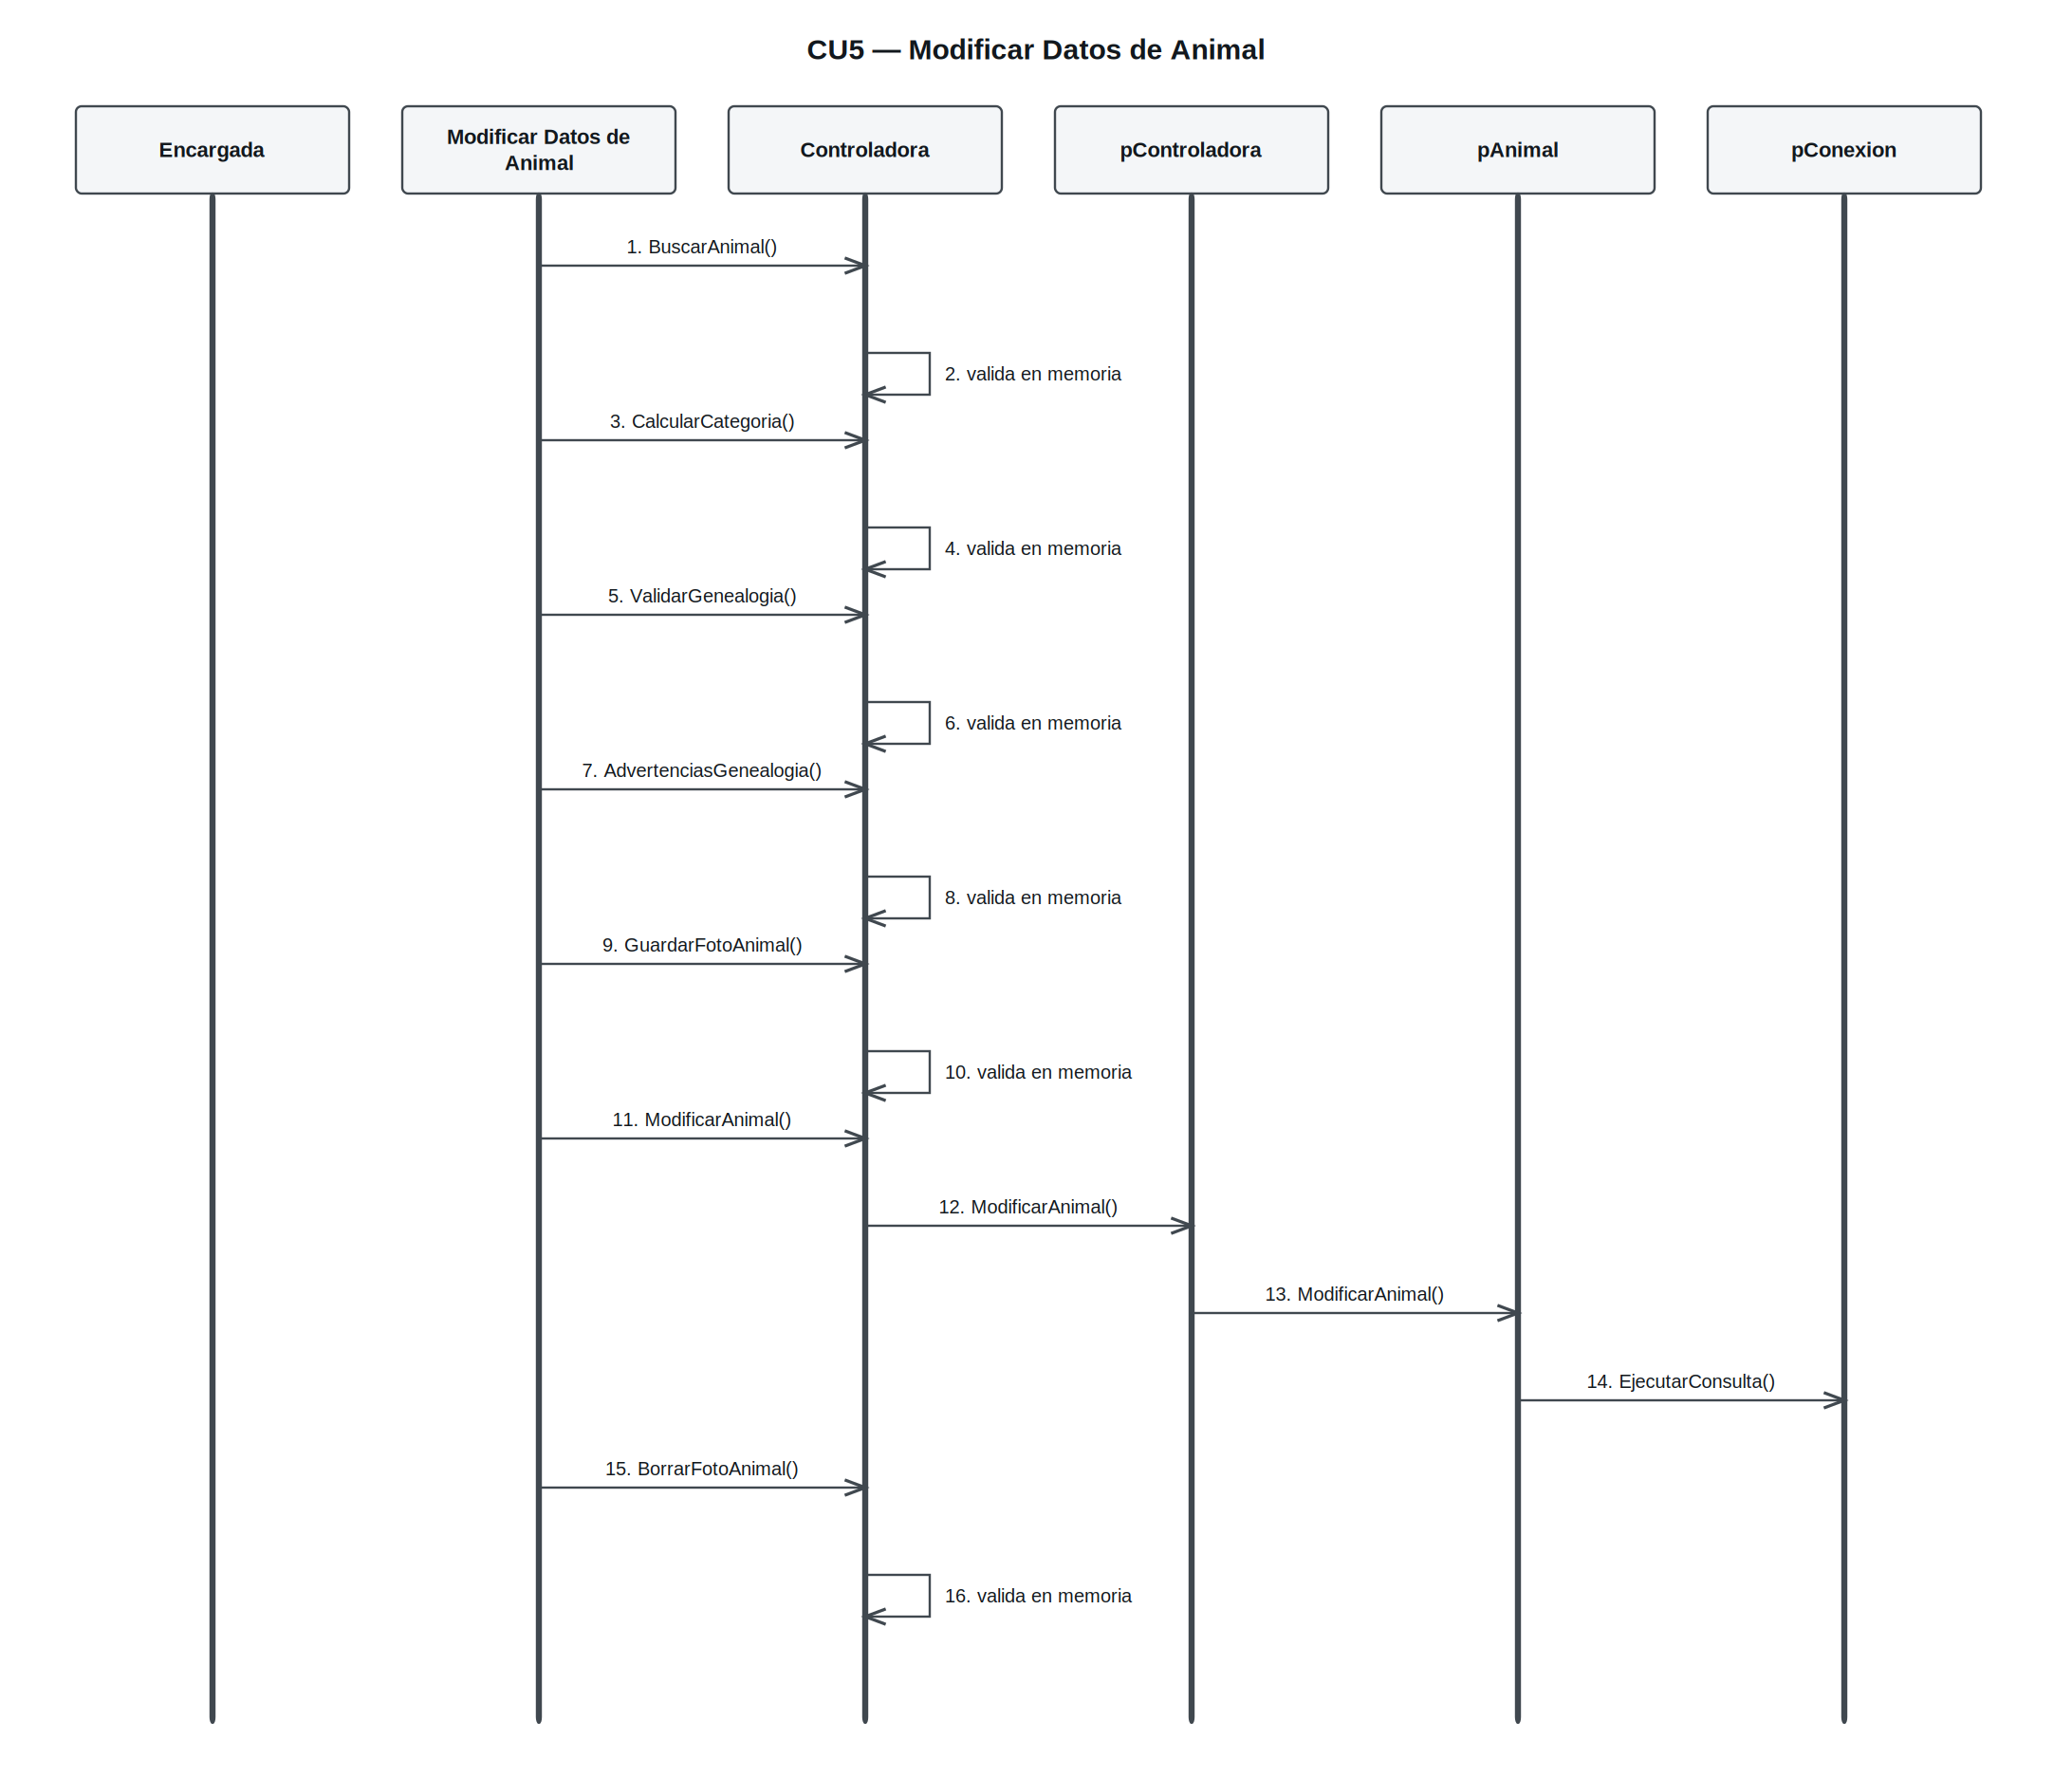 CU5 — Modificar Datos de Animal
Encargada
Modificar Datos de
Animal
Controladora
pControladora
pAnimal
pConexion
1. BuscarAnimal()
2. valida en memoria
3. CalcularCategoria()
4. valida en memoria
5. ValidarGenealogia()
6. valida en memoria
7. AdvertenciasGenealogia()
8. valida en memoria
9. GuardarFotoAnimal()
10. valida en memoria
11. ModificarAnimal()
12. ModificarAnimal()
13. ModificarAnimal()
14. EjecutarConsulta()
15. BorrarFotoAnimal()
16. valida en memoria